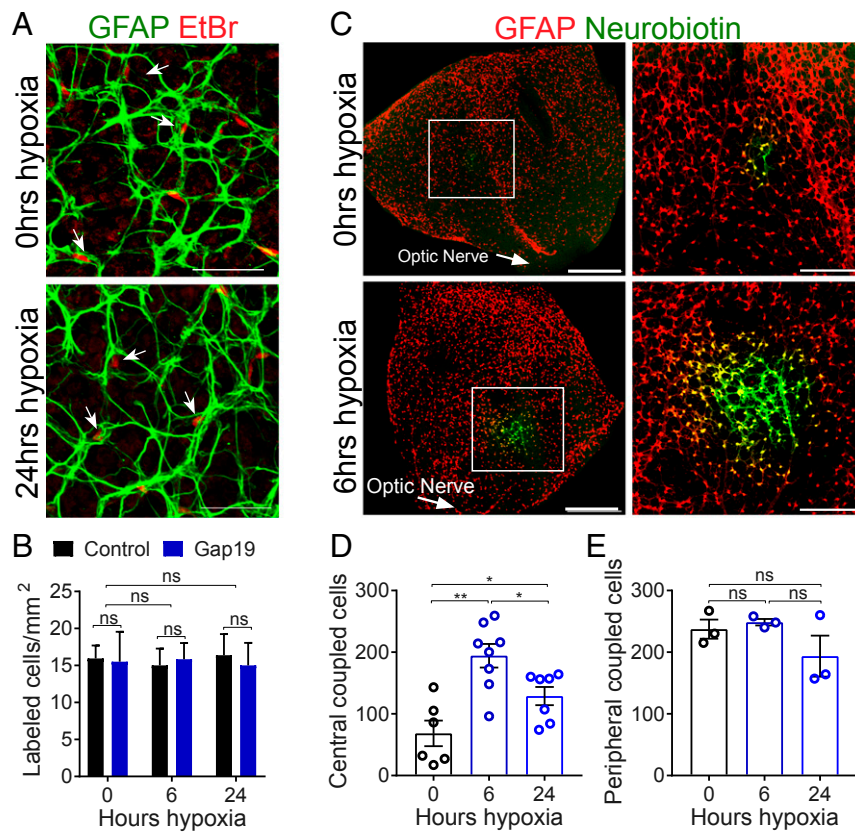 A
GFAP EtBr
0hrs hypoxia
24hrs hypoxia
B
Control Gap19
Labeled cells/mm²
25
20
15
10
5
0
ns
ns
ns
ns
ns
0 6 24
Hours hypoxia
C
GFAP Neurobiotin
0hrs hypoxia
Optic Nerve
6hrs hypoxia
Optic Nerve
D
Central coupled cells
300
200
100
0
*
** *
0 6 24
Hours hypoxia
E
Peripheral coupled cells
300
200
100
0
ns
ns ns
0 6 24
Hours hypoxia